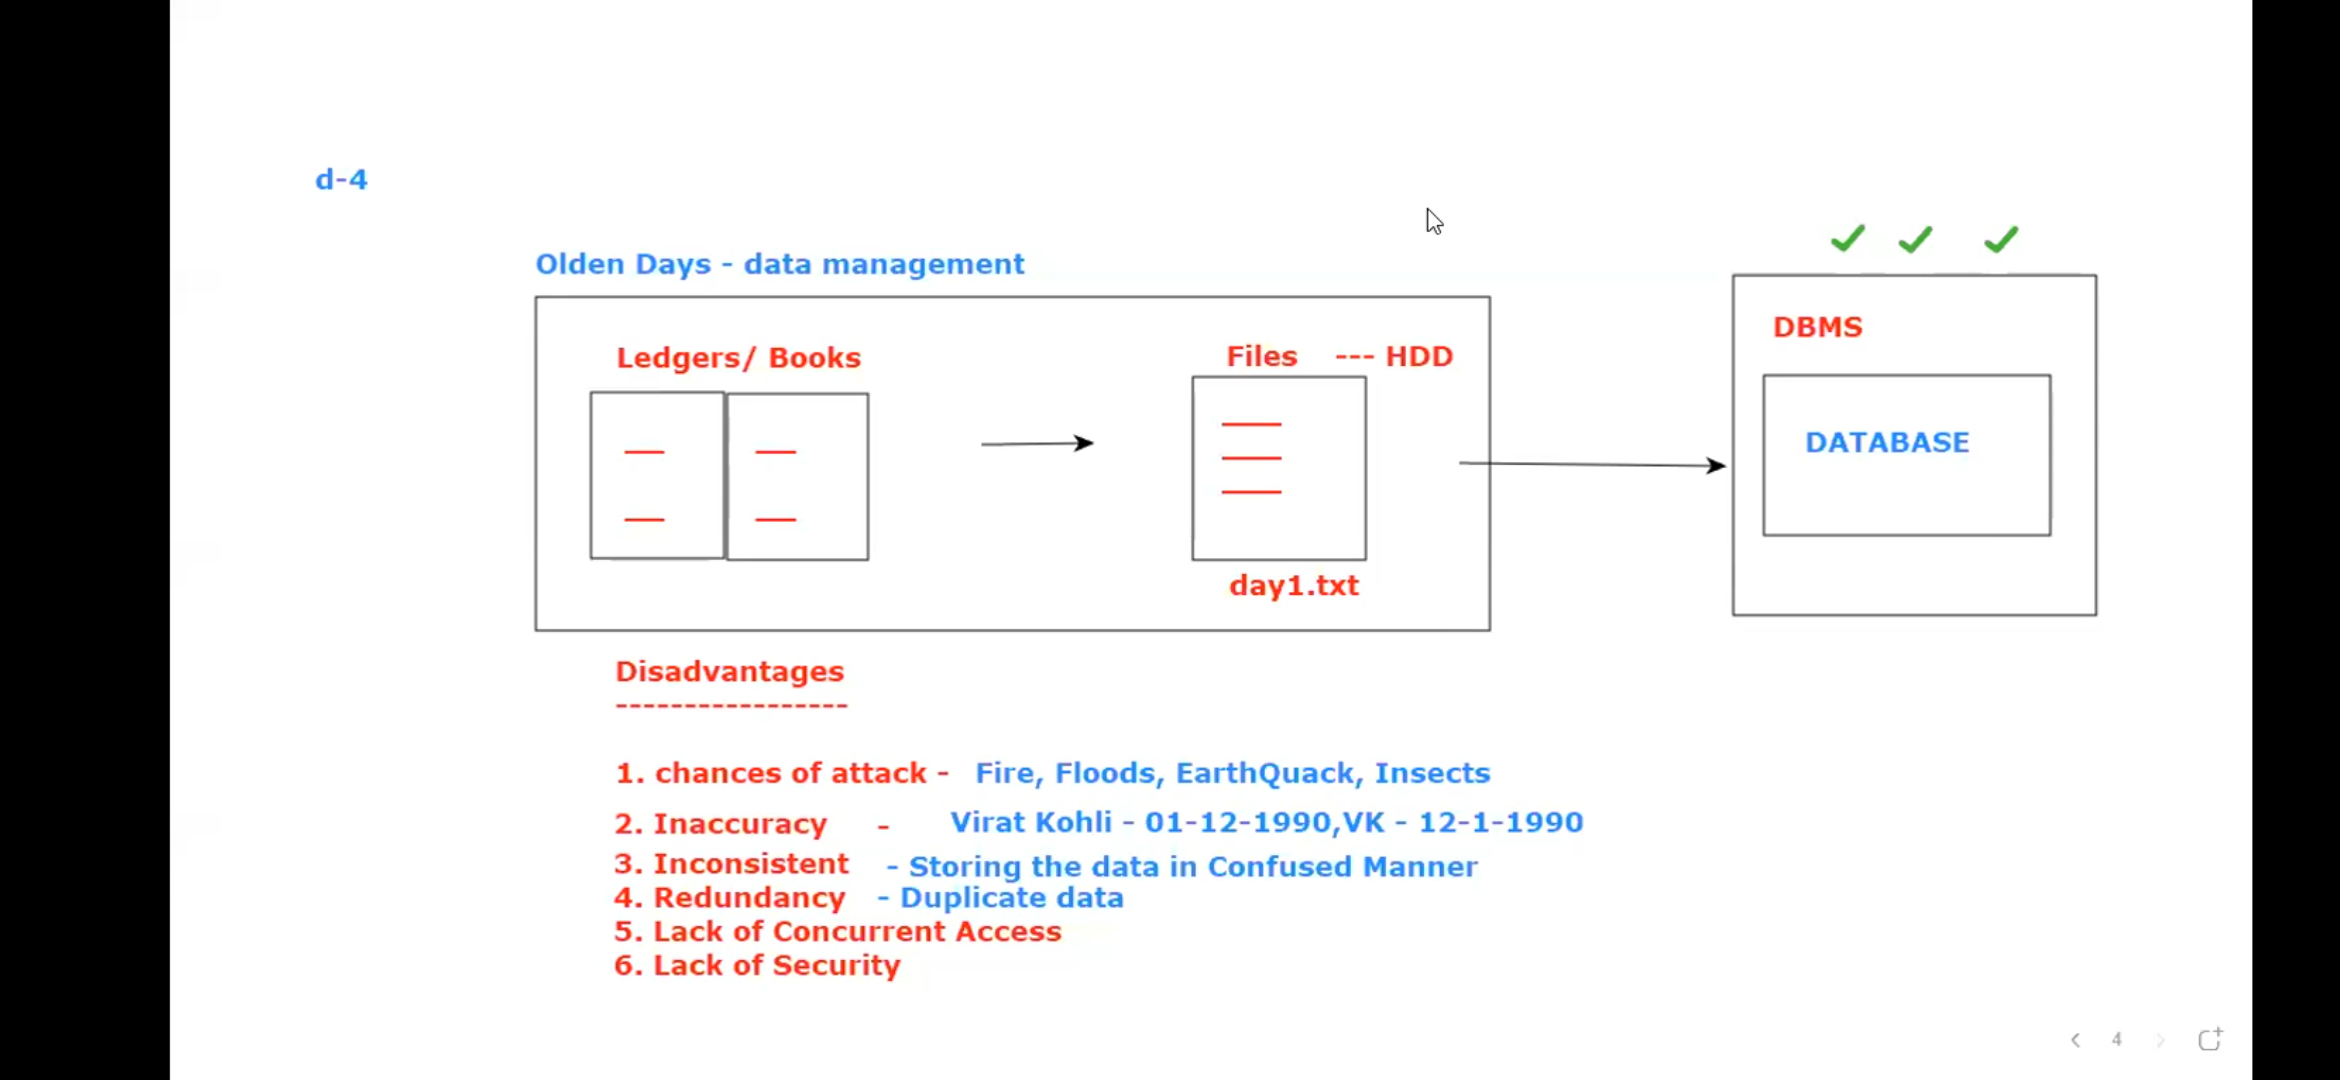 d-4
Olden Days - data management
Ledgers/ Books
Files --- HDD
day1.txt
DBMS
DATABASE
Disadvantages
-----------------
1. chances of attack - Fire, Floods, EarthQuack, Insects
2. Inaccuracy - Virat Kohli - 01-12-1990,VK - 12-1-1990
3. Inconsistent - Storing the data in Confused Manner
4. Redundancy - Duplicate data
5. Lack of Concurrent Access
6. Lack of Security
4